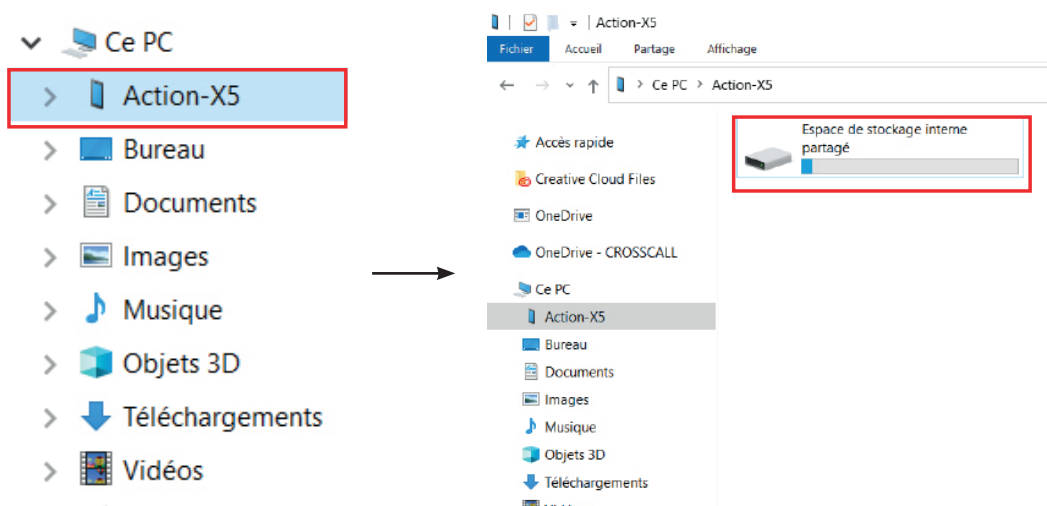 Ce PC
Action-X5
Bureau
Documents
Images
Musique
Objets 3D
Téléchargements
Vidéos
Action-X5
Fichier Accueil Partage Affichage
Ce PC > Action-X5
Accès rapide
Creative Cloud Files
OneDrive
OneDrive - CROSSCALL
Ce PC
Action-X5
Bureau
Documents
Images
Musique
Objets 3D
Téléchargements
Espace de stockage interne
partagé